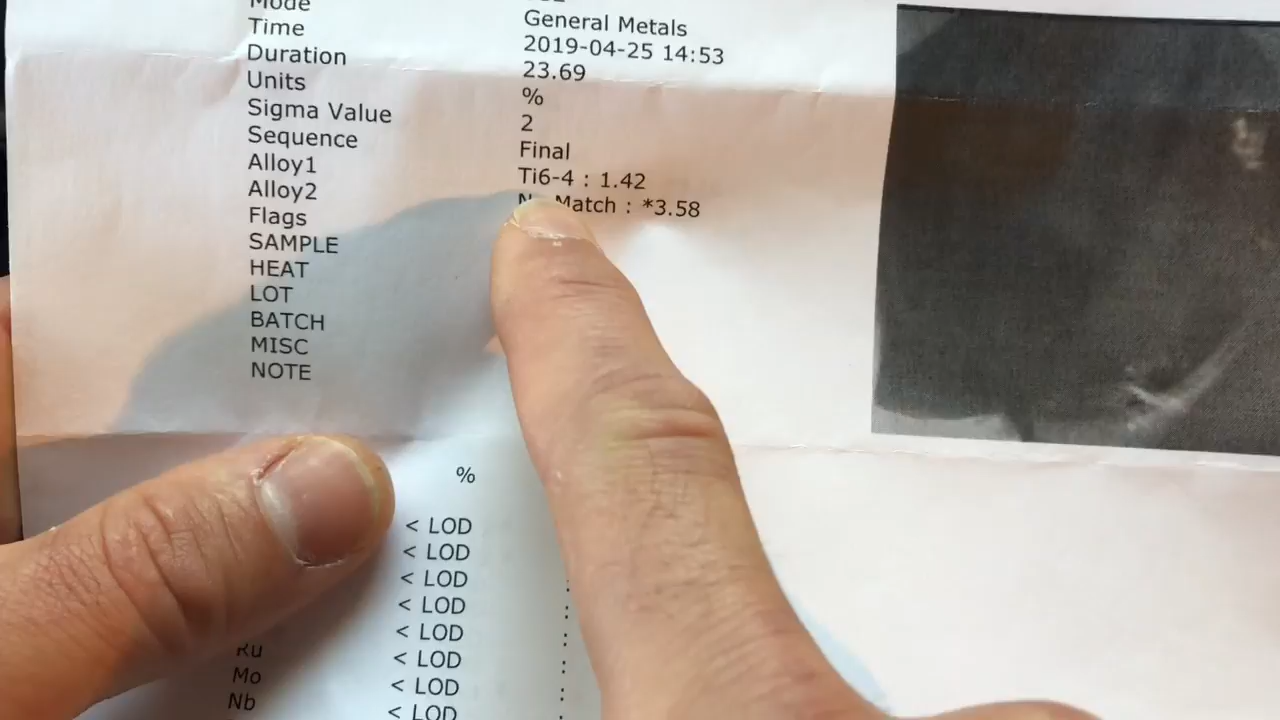 Mode
General Metals
Time 2019-04-25 14:53
Duration 23.69
Units %
Sigma Value 2
Sequence Final
Alloy1 Ti6-4 : 1.42
Alloy2 Match : *3.58
Flags
SAMPLE
HEAT
LOT
BATCH
MISC
NOTE
%
< LOD
< LOD
< LOD :
< LOD :
< LOD :
Ru < LOD :
Mo < LOD :
Nb < LOD :